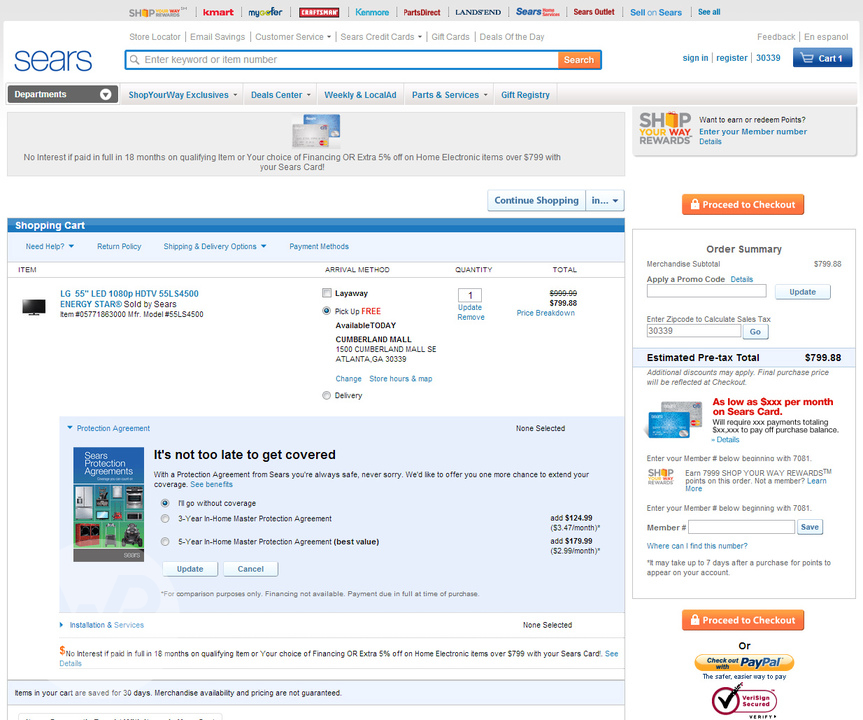 SHOP YOUR WAY REWARDS
kmart
mygofer
CRAFTSMAN
Kenmore
PartsDirect
LANDS'END
Sears Home Services
Sears Outlet
Sell on Sears
See all
Store Locator
Email Savings
Customer Service
Sears Credit Cards
Gift Cards
Deals Of the Day
Feedback
En espanol
sears
Enter keyword or item number
Search
sign in
register
30339
Cart 1
Departments
ShopYourWay Exclusives
Deals Center
Weekly & LocalAd
Parts & Services
Gift Registry
No Interest if paid in full in 18 months on qualifying Item or Your choice of Financing OR Extra 5% off on Home Electronic items over $799 with
your Sears Card!
SHOP YOUR WAY REWARDS
Want to earn or redeem Points?
Enter your Member number
Details
Continue Shopping
in...
Proceed to Checkout
Shopping Cart
Need Help?
Return Policy
Shipping & Delivery Options
Payment Methods
ITEM
ARRIVAL METHOD
QUANTITY
TOTAL
LG 55" LED 1080p HDTV 55LS4500
ENERGY STAR® Sold by Sears
Item #05771863000 Mfr. Model #55LS4500
Layaway
Pick Up FREE
AvailableTODAY
CUMBERLAND MALL
1500 CUMBERLAND MALL SE
ATLANTA,GA 30339
Change
Store hours & map
Delivery
1
Update
Remove
$999.99
$799.88
Price Breakdown
Protection Agreement
None Selected
Sears
Protection
Agreements
sears
It's not too late to get covered
With a Protection Agreement from Sears you're always safe, never sorry. We'd like to offer you one more chance to extend your
coverage. See benefits
I'll go without coverage
3-Year In-Home Master Protection Agreement
add $124.99
($3.47/month)*
5-Year In-Home Master Protection Agreement (best value)
add $179.99
($2.99/month)*
Update
Cancel
*For comparison purposes only. Financing not available. Payment due in full at time of purchase.
Installation & Services
None Selected
$No Interest if paid in full in 18 months on qualifying Item or Your choice of Financing OR Extra 5% off on Home Electronic items over $799 with your Sears Card!. See
Details
Items in your cart are saved for 30 days. Merchandise availability and pricing are not guaranteed.
Order Summary
Merchandise Subtotal
$799.88
Apply a Promo Code Details
Update
Enter Zipcode to Calculate Sales Tax
30339
Go
Estimated Pre-tax Total
$799.88
Additional discounts may apply. Final purchase price
will be reflected at Checkout.
As low as $xxx per month
on Sears Card.
Will require xxx payments totaling
$xx,xxx to pay off purchase balance.
» Details
Enter your Member # below beginning with 7081.
SHOP YOUR WAY REWARDS
Earn 7999 SHOP YOUR WAY REWARDS™
points on this order. Not a member? Learn
More
Enter your Member # below beginning with 7081.
Member #
Save
Where can I find this number?
*It may take up to 7 days after a purchase for points to
appear on your account.
Proceed to Checkout
Or
Check out with PayPal
The safer, easier way to pay
VeriSign
Secured
VERIFY